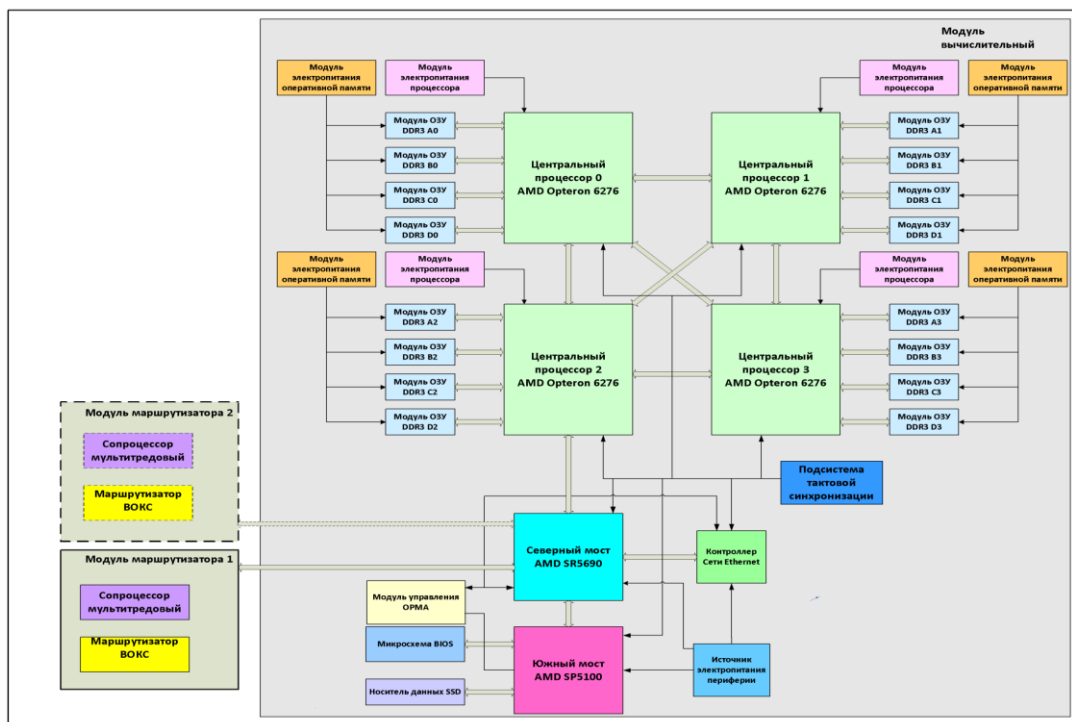 Модуль
вычислительный
Модуль
электропитания
оперативной памяти
Модуль
электропитания
процессора
Модуль
электропитания
процессора
Модуль
электропитания
оперативной памяти
Модуль ОЗУ
DDR3 A0
Модуль ОЗУ
DDR3 B0
Модуль ОЗУ
DDR3 C0
Модуль ОЗУ
DDR3 D0
Центральный
процессор 0
AMD Opteron 6276
Центральный
процессор 1
AMD Opteron 6276
Модуль ОЗУ
DDR3 A1
Модуль ОЗУ
DDR3 B1
Модуль ОЗУ
DDR3 C1
Модуль ОЗУ
DDR3 D1
Модуль
электропитания
оперативной памяти
Модуль
электропитания
процессора
Модуль
электропитания
процессора
Модуль
электропитания
оперативной памяти
Модуль ОЗУ
DDR3 A2
Модуль ОЗУ
DDR3 B2
Модуль ОЗУ
DDR3 C2
Модуль ОЗУ
DDR3 D2
Центральный
процессор 2
AMD Opteron 6276
Центральный
процессор 3
AMD Opteron 6276
Модуль ОЗУ
DDR3 A3
Модуль ОЗУ
DDR3 B3
Модуль ОЗУ
DDR3 C3
Модуль ОЗУ
DDR3 D3
Модуль маршрутизатора 2
Сопроцессор
мультитредовый
Маршрутизатор
ВОКС
Подсистема
тактовой
синхронизации
Модуль маршрутизатора 1
Сопроцессор
мультитредовый
Маршрутизатор
ВОКС
Северный мост
AMD SR5690
Контроллер
Сети Ethernet
Модуль управления
OPMA
Микросхема BIOS
Носитель данных SSD
Южный мост
AMD SP5100
Источник
электропитания
периферии